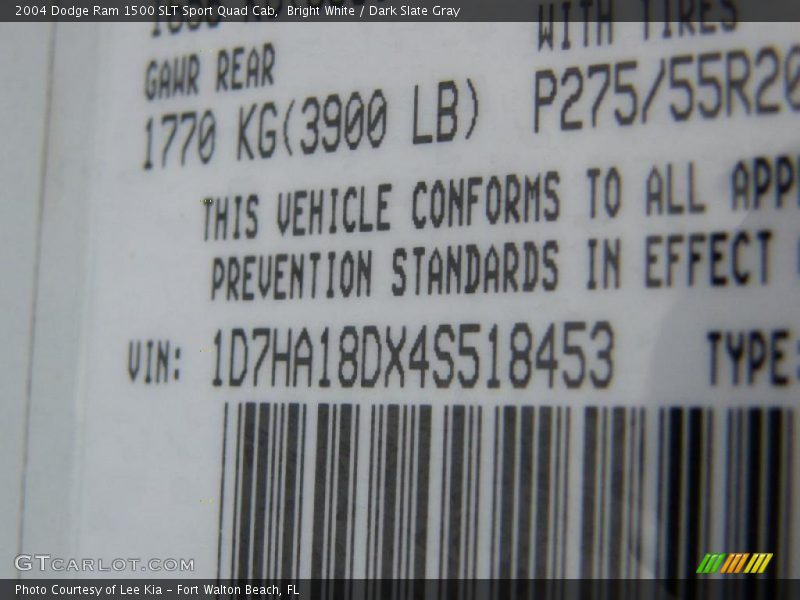 2004 Dodge Ram 1500 SLT Sport Quad Cab, Bright White / Dark Slate Gray
WITH TIRES
GAWR REAR
1770 KG(3900 LB) P275/55R20
THIS VEHICLE CONFORMS TO ALL APPL
PREVENTION STANDARDS IN EFFECT
VIN: 1D7HA18DX4S518453 TYPE:
GTCARLOT.COM
Photo Courtesy of Lee Kia – Fort Walton Beach, FL